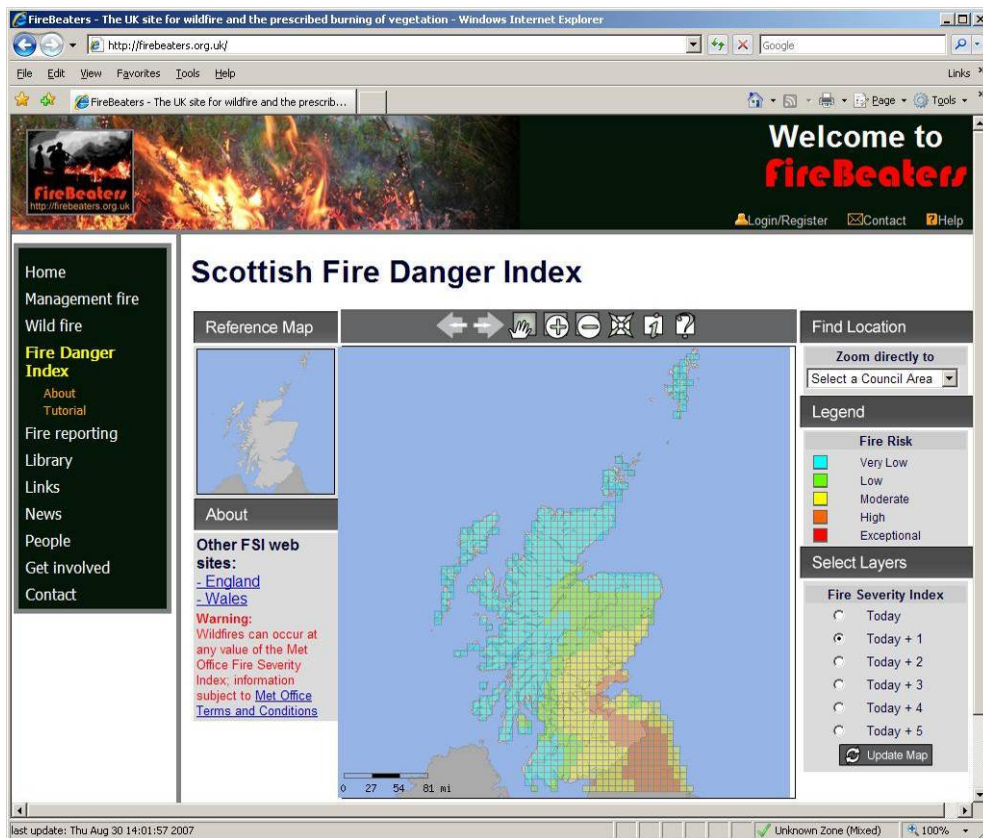 FireBeaters - The UK site for wildfire and the prescribed burning of vegetation - Windows Internet Explorer
http://firebeaters.org.uk/
Google
File Edit View Favorites Tools Help
Links
FireBeaters - The UK site for wildfire and the prescrib...
Page Tools
FireBeaters
http://firebeaters.org.uk
Welcome to
FireBeaters
Login/Register Contact Help
Home
Management fire
Wild fire
Fire Danger
Index
About
Tutorial
Fire reporting
Library
Links
News
People
Get involved
Contact
Scottish Fire Danger Index
Reference Map
About
Other FSI web
sites:
- England
- Wales
Warning:
Wildfires can occur at
any value of the Met
Office Fire Severity
Index; information
subject to Met Office
Terms and Conditions
0 27 54 81 mi
Find Location
Zoom directly to
Select a Council Area
Legend
Fire Risk
Very Low
Low
Moderate
High
Exceptional
Select Layers
Fire Severity Index
Today
Today + 1
Today + 2
Today + 3
Today + 4
Today + 5
Update Map
last update: Thu Aug 30 14:01:57 2007
Unknown Zone (Mixed)
100%